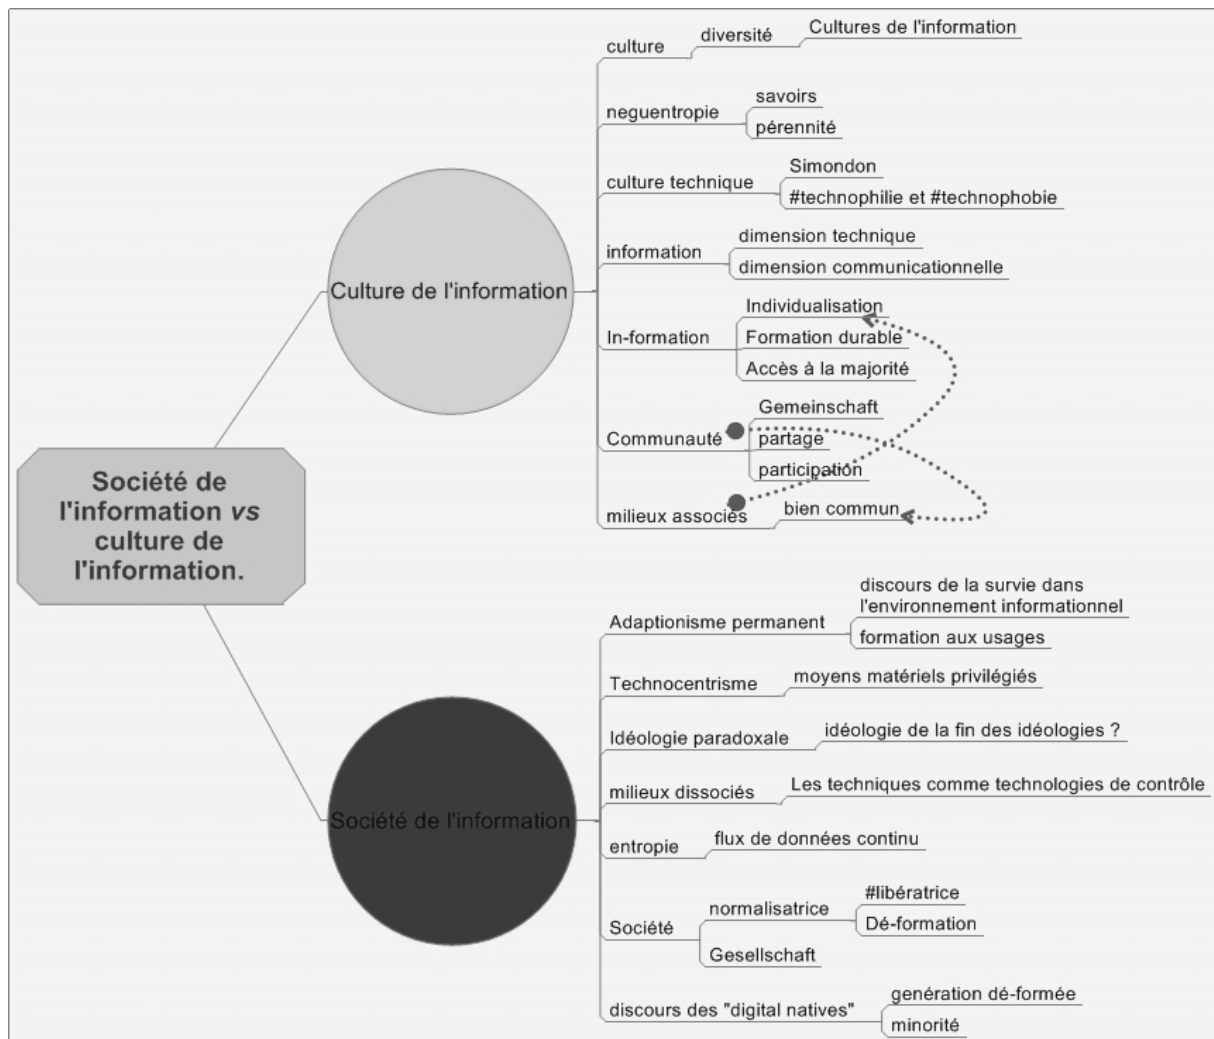 Société de
l'information vs
culture de
l'information.
Culture de l'information
culture
diversité
Cultures de l'information
neguentropie
savoirs
pérennité
culture technique
Simondon
#technophilie et #technophobie
information
dimension technique
dimension communicationnelle
In-formation
Individualisation
Formation durable
Accès à la majorité
Communauté
Gemeinschaft
partage
participation
milieux associés
bien commun
Société de l'information
Adaptionisme permanent
discours de la survie dans
l'environnement informationnel
formation aux usages
Technocentrisme
moyens matériels privilégiés
Idéologie paradoxale
idéologie de la fin des idéologies ?
milieux dissociés
Les techniques comme technologies de contrôle
entropie
flux de données continu
Société
normalisatrice
#libératrice
Dé-formation
Gesellschaft
discours des "digital natives"
genération dé-formée
minorité